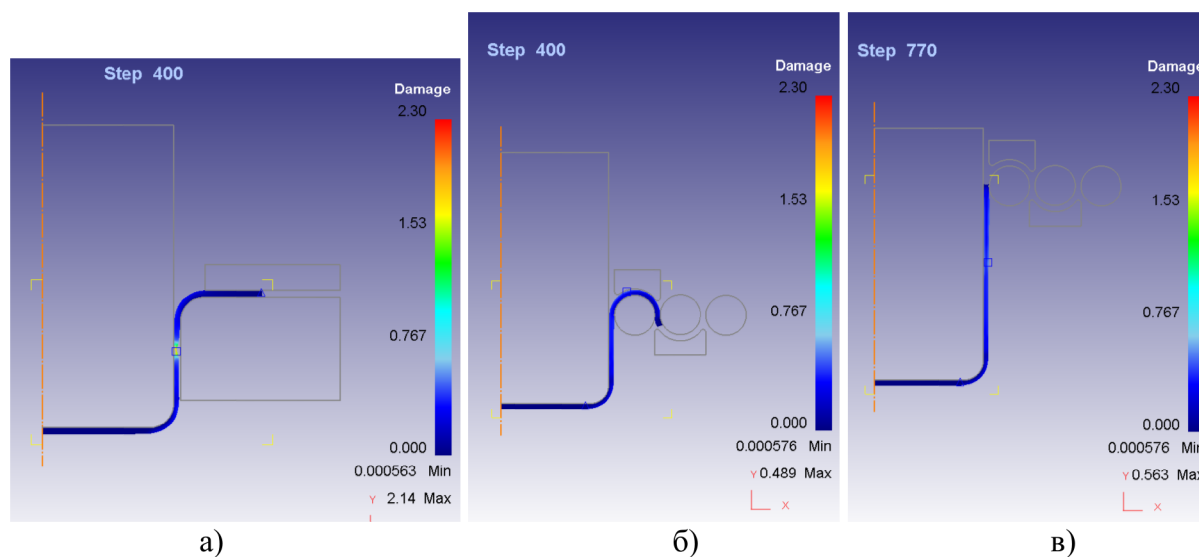 Step 400
Damage
2.30
1.53
0.767
0.000
0.000563 Min
Y 2.14 Max
а)
Step 400
Damage
2.30
1.53
0.767
0.000
0.000576 Min
Y 0.489 Max
X
б)
Step 770
Damage
2.30
1.53
0.767
0.000
0.000576 Min
Y 0.563 Max
X
в)